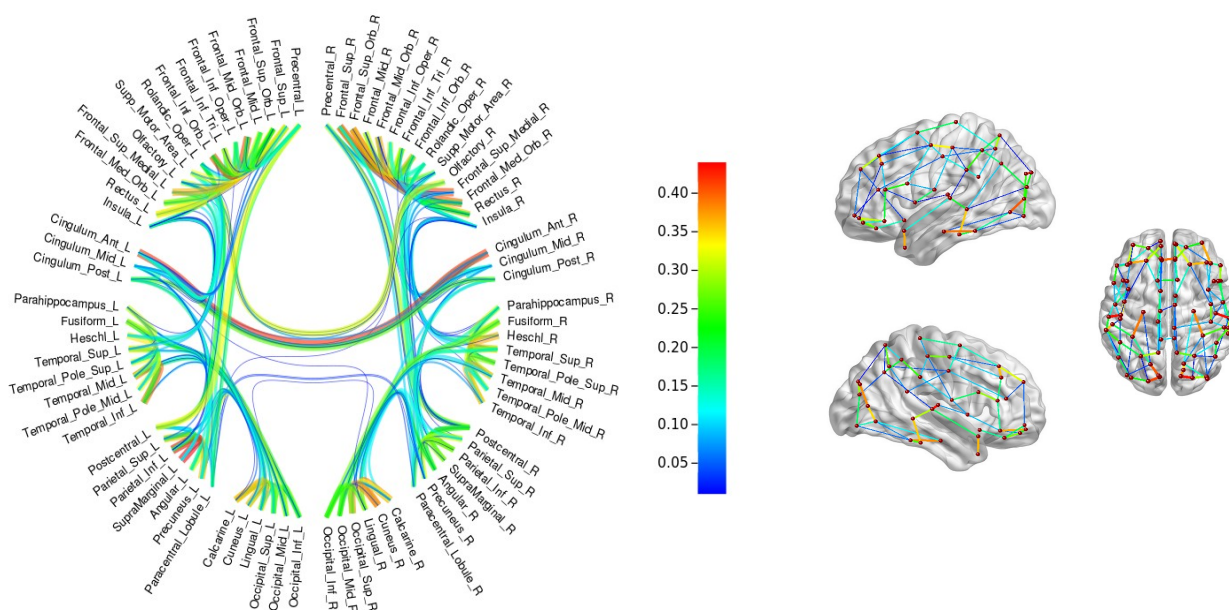 Precentral_L
Frontal_Sup_L
Frontal_Sup_Orb_L
Frontal_Mid_L
Frontal_Mid_Orb_L
Frontal_Inf_Oper_L
Frontal_Inf_Tri_L
Frontal_Inf_Orb_L
Rolandic_Oper_L
Supp_Motor_Area_L
Olfactory_L
Frontal_Sup_Medial_L
Frontal_Med_Orb_L
Rectus_L
Insula_L
Cingulum_Ant_L
Cingulum_Mid_L
Cingulum_Post_L
Parahippocampus_L
Fusiform_L
Heschl_L
Temporal_Sup_L
Temporal_Pole_Sup_L
Temporal_Mid_L
Temporal_Pole_Mid_L
Temporal_Inf_L
Postcentral_L
Parietal_Sup_L
Parietal_Inf_L
SupraMarginal_L
Angular_L
Precuneus_L
Paracentral_Lobule_L
Calcarine_L
Cuneus_L
Lingual_L
Occipital_Sup_L
Occipital_Mid_L
Occipital_Inf_L
Precentral_R
Frontal_Sup_R
Frontal_Sup_Orb_R
Frontal_Mid_R
Frontal_Mid_Orb_R
Frontal_Inf_Oper_R
Frontal_Inf_Tri_R
Frontal_Inf_Orb_R
Rolandic_Oper_R
Supp_Motor_Area_R
Olfactory_R
Frontal_Sup_Medial_R
Frontal_Med_Orb_R
Rectus_R
Insula_R
Cingulum_Ant_R
Cingulum_Mid_R
Cingulum_Post_R
Parahippocampus_R
Fusiform_R
Heschl_R
Temporal_Sup_R
Temporal_Pole_Sup_R
Temporal_Mid_R
Temporal_Pole_Mid_R
Temporal_Inf_R
Postcentral_R
Parietal_Sup_R
Parietal_Inf_R
SupraMarginal_R
Angular_R
Precuneus_R
Paracentral_Lobule_R
Calcarine_R
Cuneus_R
Lingual_R
Occipital_Sup_R
Occipital_Mid_R
Occipital_Inf_R
0.40
0.35
0.30
0.25
0.20
0.15
0.10
0.05